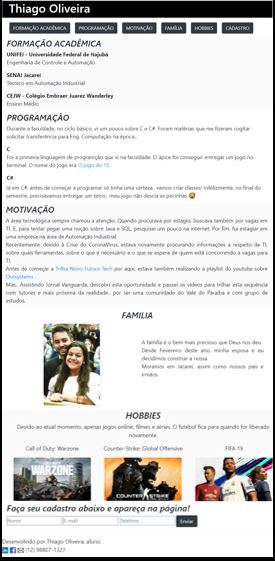 Thiago Oliveira
FORMAÇÃO ACADÊMICA PROGRAMAÇÃO MOTIVAÇÃO FAMÍLIA HOBBIES CADASTRO
FORMAÇÃO ACADÊMICA
UNIFEI - Universidade Federal de Itajubá
Engenharia de Controle e Automação
SENAI Jacareí
Técnico em Automação Industrial
CEJW - Colégio Embraer Juarez Wanderley
Ensino Médio
PROGRAMAÇÃO
Durante a faculdade, no ciclo básico, vi um pouco sobre C e C#. Foram matérias que me fizeram cogitar
solicitar transferência para Eng. Computação na época..
C
Foi a primeira linguagem de programção que vi na faculdade. O ápice foi conseguir entregar um jogo no
terminal. O nome do jogo era O jogo do 15.
C#
Já em C#, antes de começar a programar só tinha uma certeza.. vamos criar classes! Infelizmente, no final do
semestre, precisávamos entregar um tetris.. meu jogo não descia as pecinhas. 😅
MOTIVAÇÃO
A área tecnológica sempre chamou a atenção. Quando procurava por estágio, buscava também por vagas em
TI. E, para tentar pegar uma noção sobre Java e SQL, pesquisei um pouco na internet. Por fim, fui estagiar em
uma empresa na área de Automação Industrial.
Recentemente, devido à Crise do CoronaVírus, estava novamente procurando informações a respeito de TI,
sobre quais ferramentas, sobre o que é necessário e o que se espera de quem está concorrendo a vagas para
TI.
Antes de começar a Trilha Novo Futuro Tech por aqui, estava também realizando a playlist do youtube sobre
Outsystems
Mas.. Assistindo Jornal Vanguarda, descobri esta oportunidade e pausei os vídeos para trilhar esta sequência
com tutores e mais próxima da realidade.. por ser uma comunidade do Vale do Paraíba e com grupo de
estudos.
FAMILIA
A família é o bem mais precioso que Deus nos deu.
Desde Fevereiro deste ano, minha esposa e eu
decidimos construir a nossa.
Moramos em Jacareí, assim como nossos pais e
irmãos.
HOBBIES
Devido ao atual momento, apenas jogos online, filmes e séries. O futebol fica para quando for liberado
novamente.
Call of Duty: Warzone Counter-Strike: Global Offensive FIFA 19
WARZONE COUNTER STRIKE
Faça seu cadastro abaixo e apareça na página!
Nome E-mail Telefone Enviar
Desenvolvido por Thiago Oliveira, aluno.
(12) 98807-1327